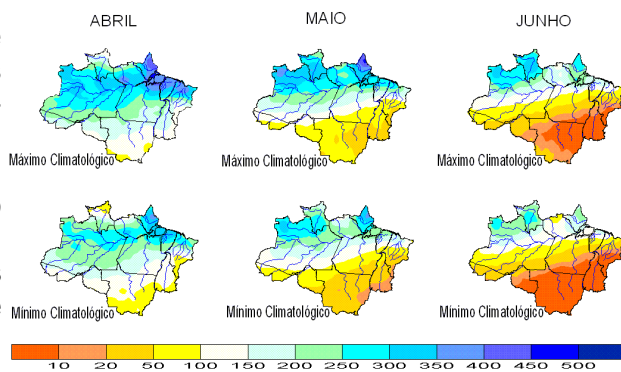 ABRIL MAIO JUNHO
Máximo Climatológico Máximo Climatológico Máximo Climatológico
Mínimo Climatológico Mínimo Climatológico Mínimo Climatológico
10 20 50 100 150 200 250 300 350 400 450 500